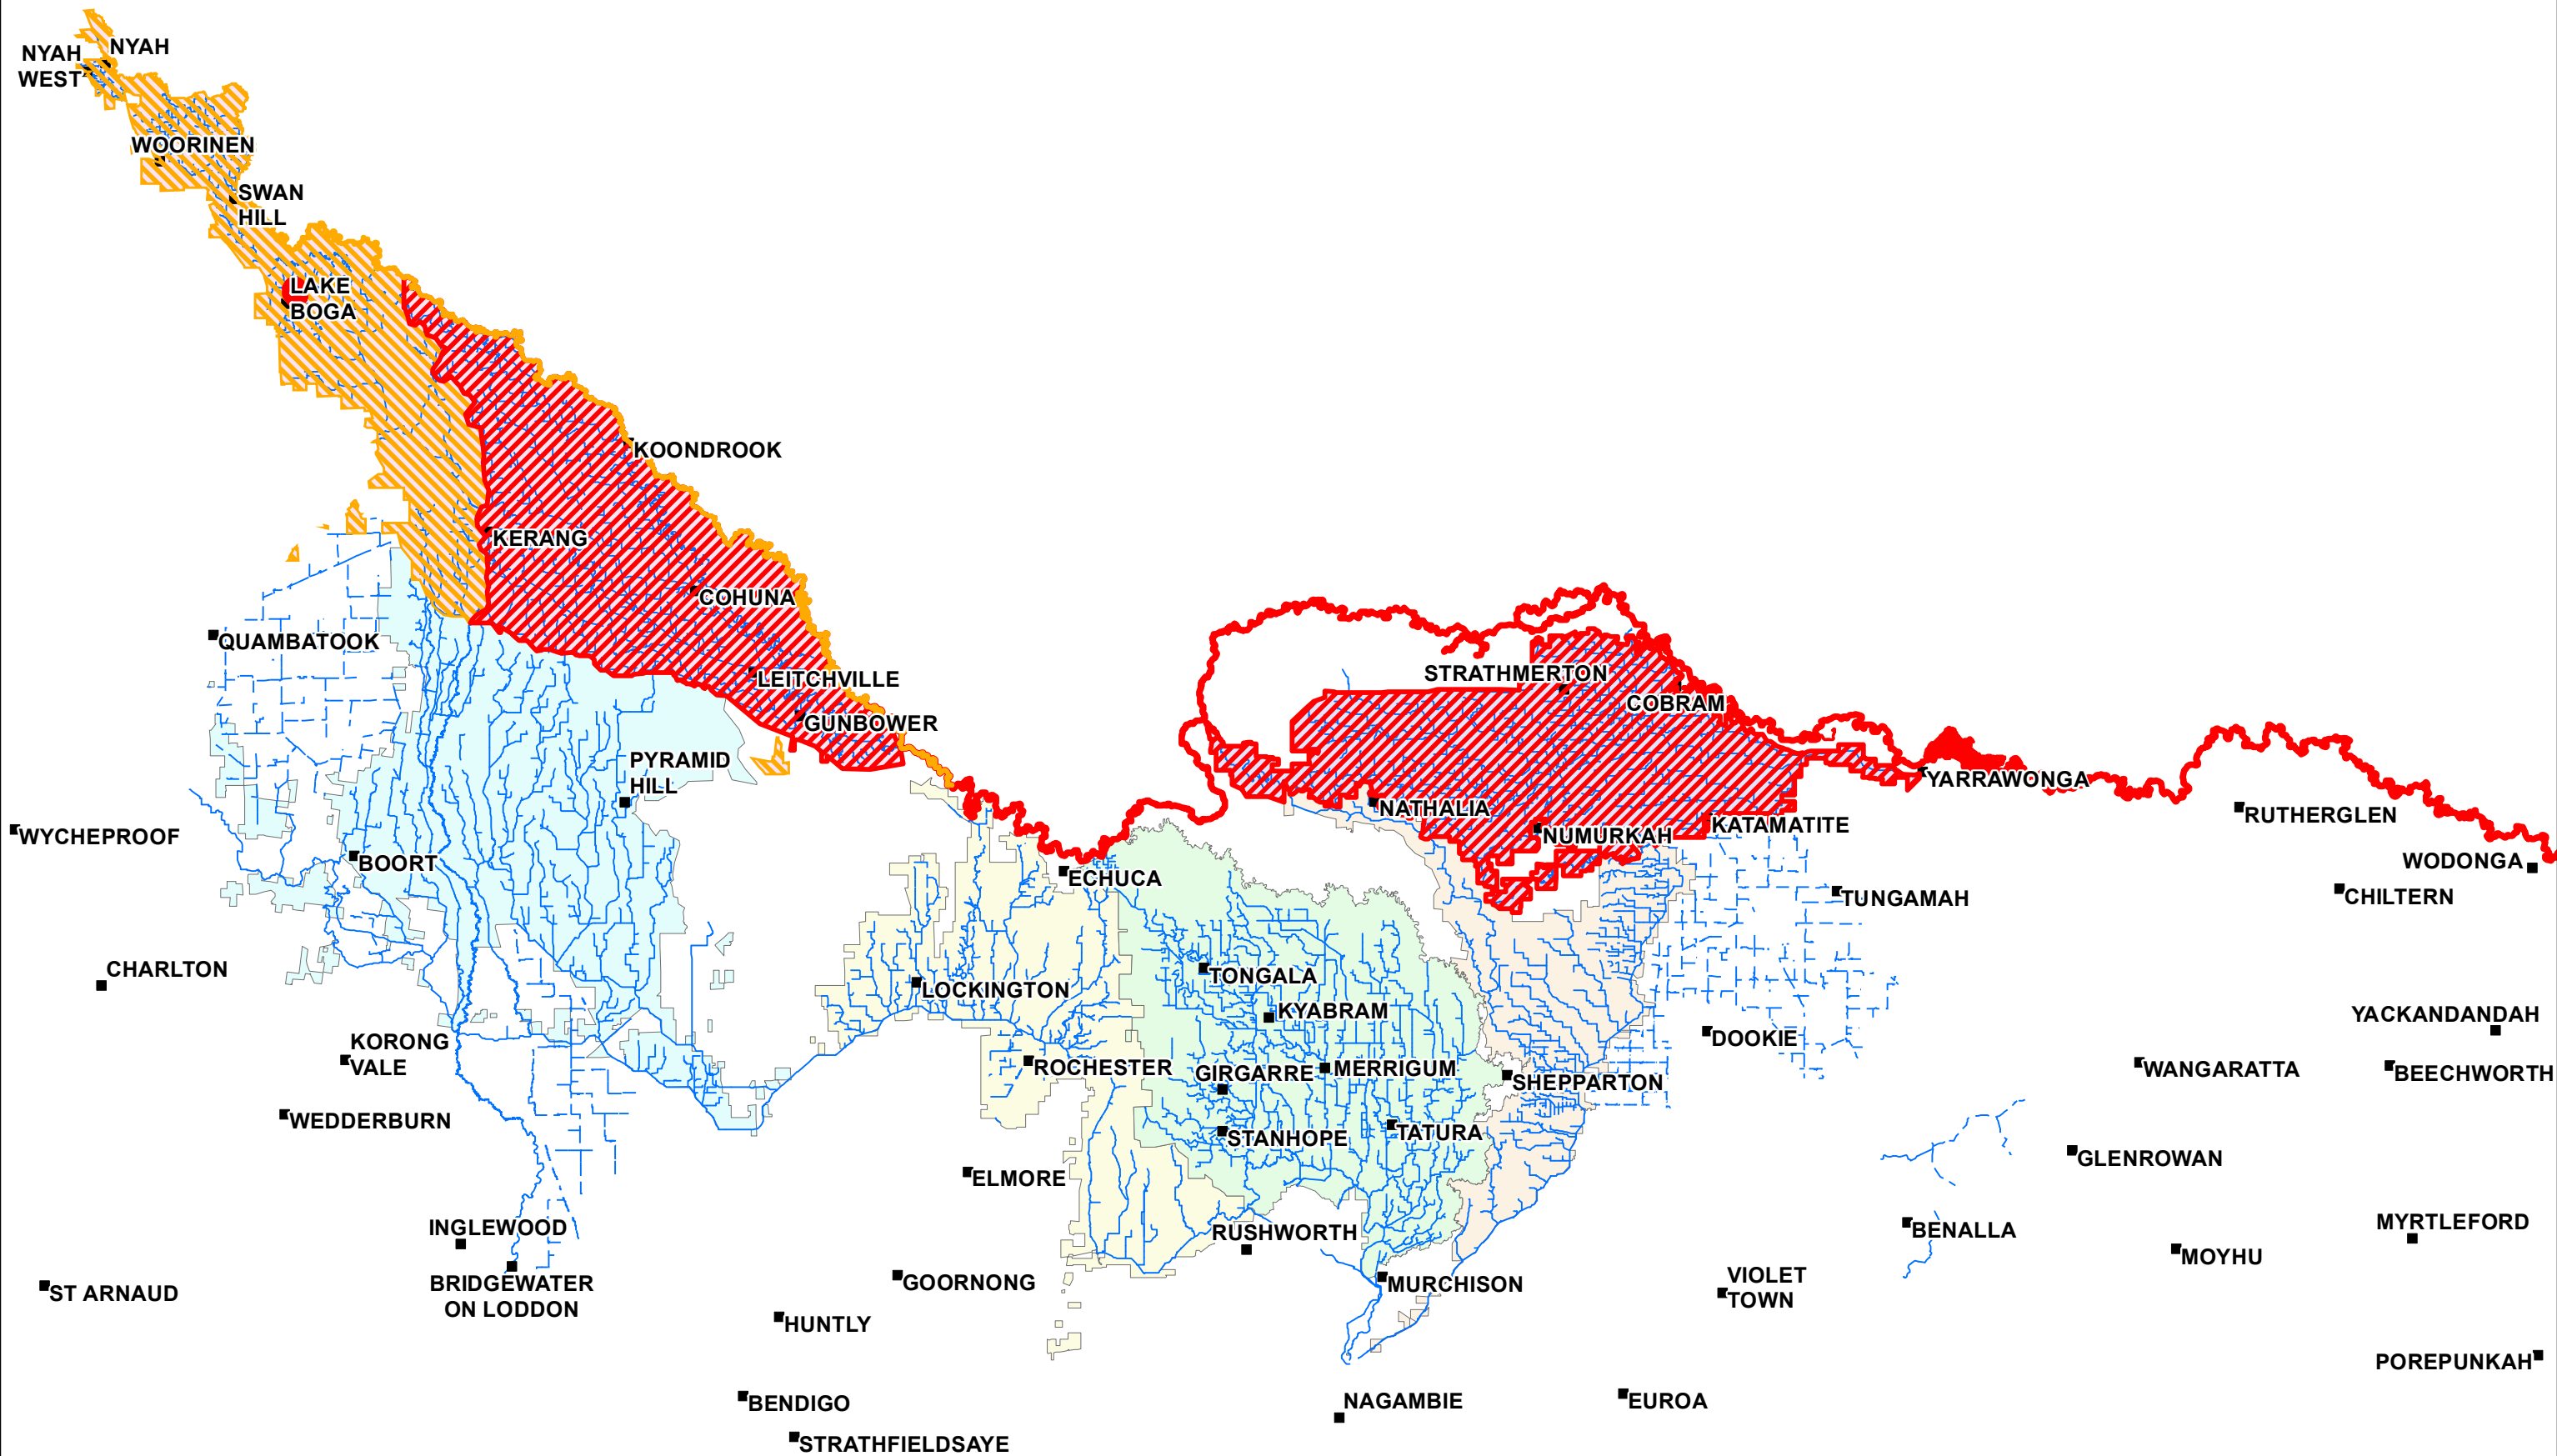 NYAH
NYAH
WEST
WOORINEN
SWAN
HILL
LAKE
BOGA
KOONDROOK
KERANG
COHUNA
QUAMBATOOK
LEITCHVILLE
GUNBOWER
STRATHMERTON
COBRAM
PYRAMID
HILL
YARRAWONGA
NATHALIA
NUMURKAH
KATAMATITE
RUTHERGLEN
WYCHEPROOF
BOORT
ECHUCA
WODONGA
TUNGAMAH
CHILTERN
CHARLTON
TONGALA
LOCKINGTON
KYABRAM
YACKANDANDAH
DOOKIE
KORONG
VALE
ROCHESTER
GIRGARRE
MERRIGUM
SHEPPARTON
WANGARATTA
BEECHWORTH
WEDDERBURN
STANHOPE
TATURA
GLENROWAN
ELMORE
INGLEWOOD
RUSHWORTH
BENALLA
MYRTLEFORD
MOYHU
BRIDGEWATER
ON LODDON
ST ARNAUD
GOORNONG
MURCHISON
VIOLET
TOWN
HUNTLY
POREPUNKAH
BENDIGO
NAGAMBIE
EUROA
STRATHFIELDSAYE